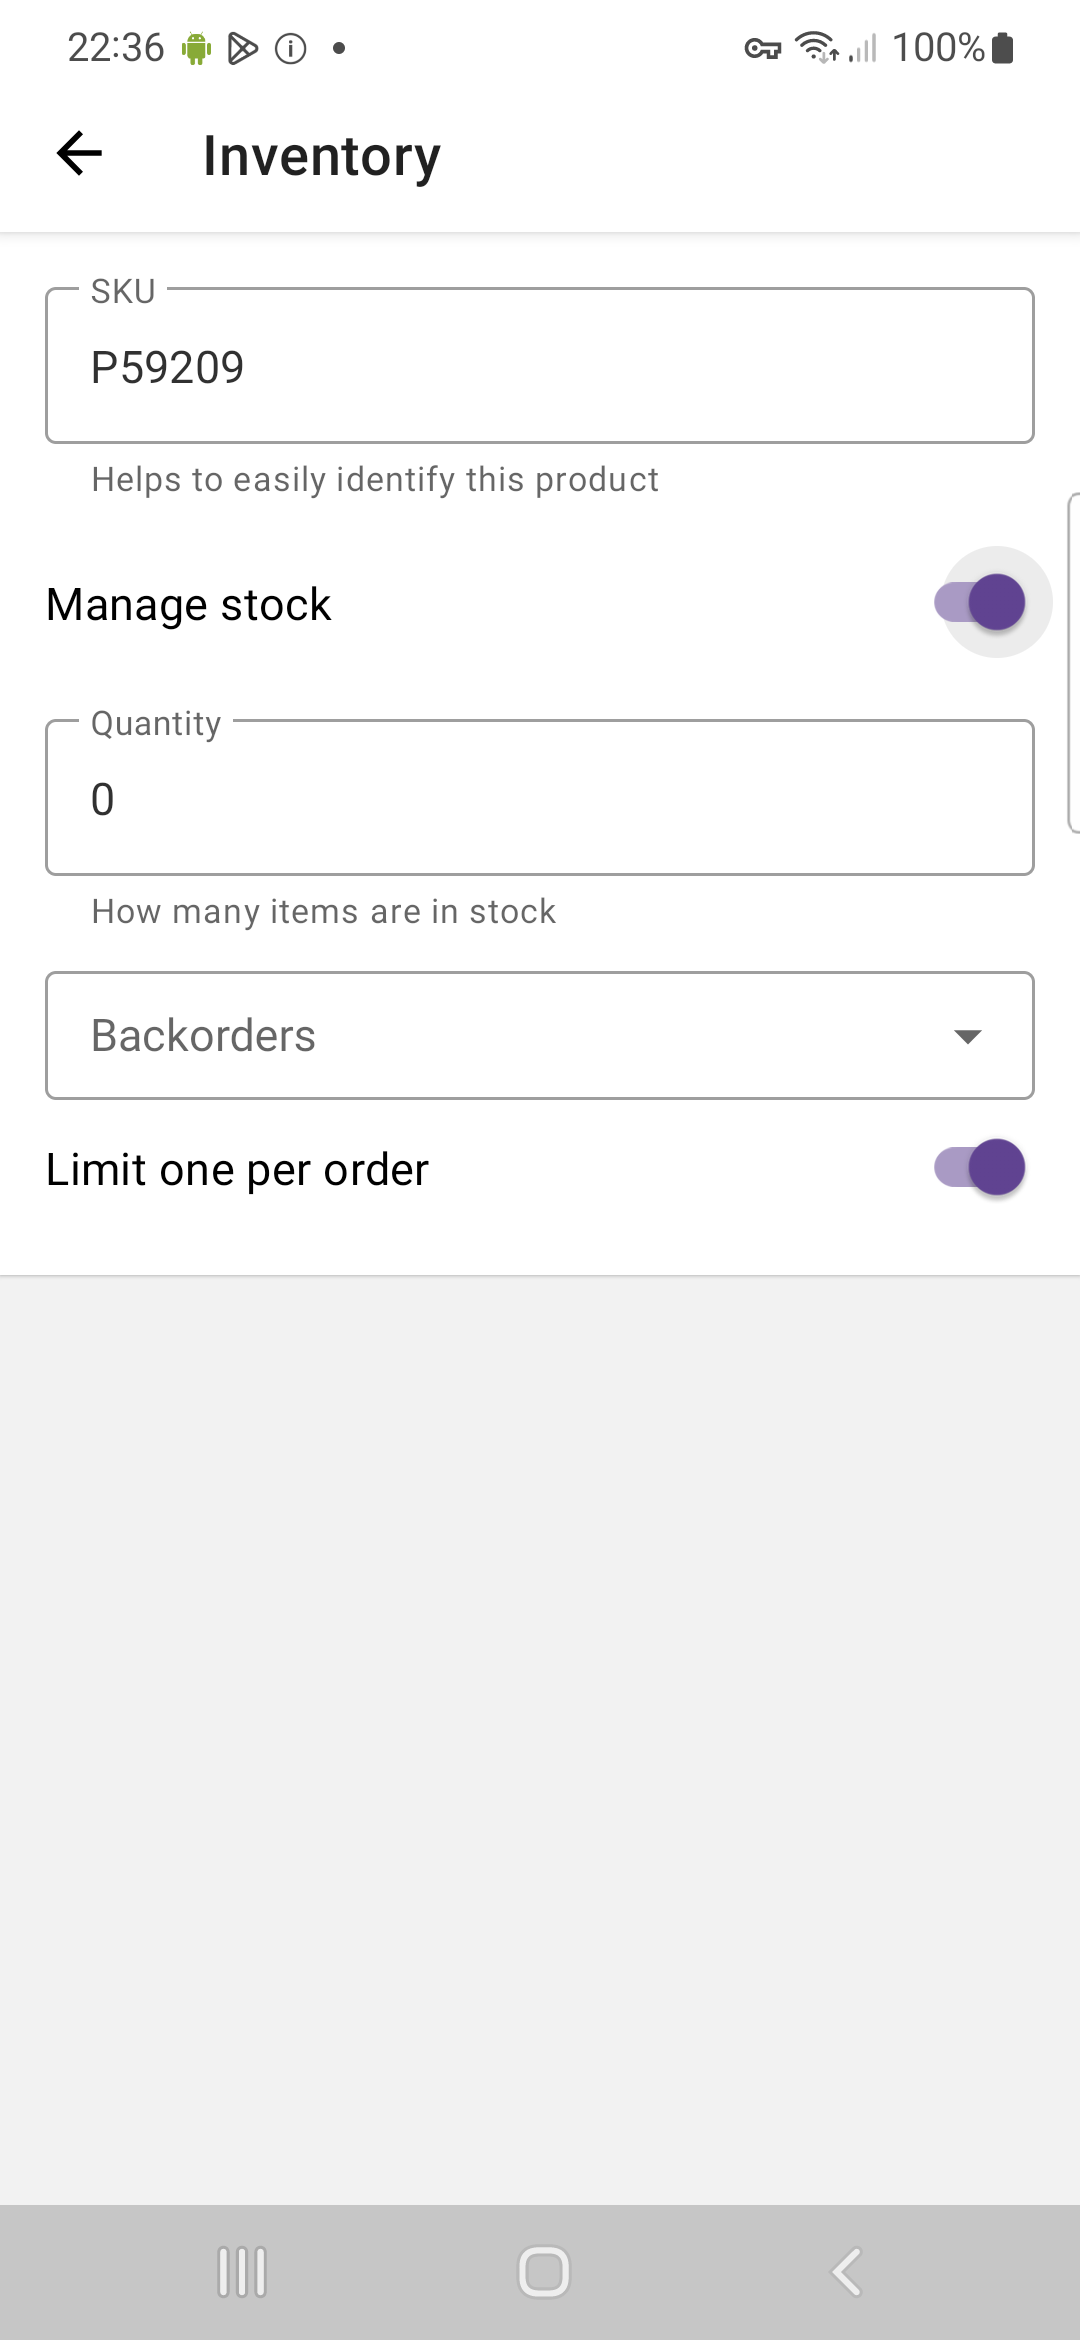 22:36
100%
Inventory
SKU
P59209
Helps to easily identify this product
Manage stock
Quantity
0
How many items are in stock
Backorders
Limit one per order